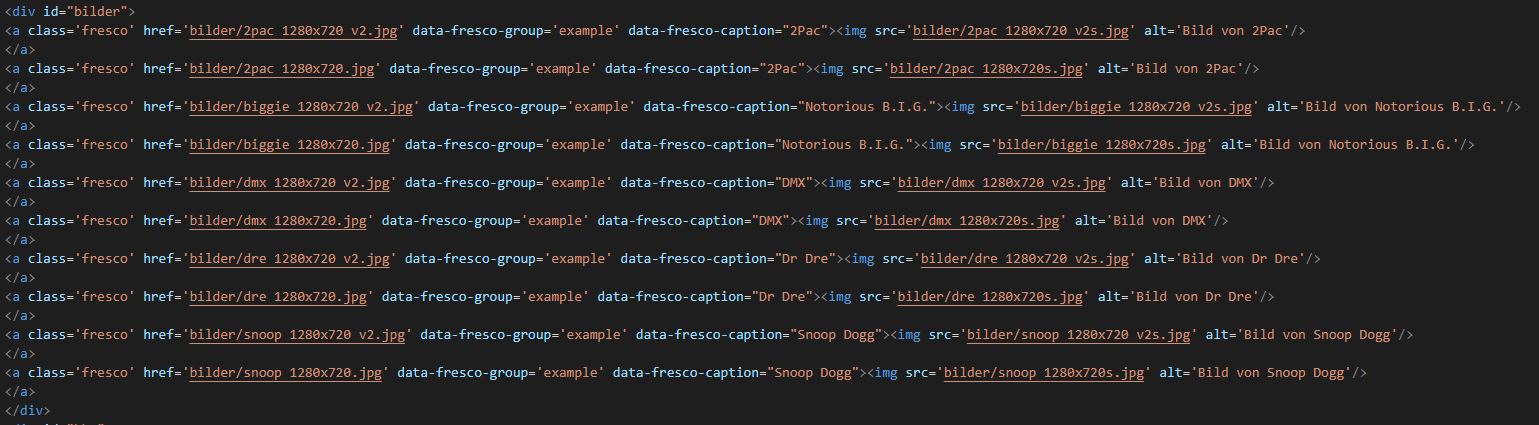 <div id="bilder">
<a class='fresco' href='bilder/2pac 1280x720 v2.jpg' data-fresco-group='example' data-fresco-caption="2Pac"><img src='bilder/2pac 1280x720 v2s.jpg' alt='Bild von 2Pac'/>
</a>
<a class='fresco' href='bilder/2pac 1280x720.jpg' data-fresco-group='example' data-fresco-caption="2Pac"><img src='bilder/2pac 1280x720s.jpg' alt='Bild von 2Pac'/>
</a>
<a class='fresco' href='bilder/biggie 1280x720 v2.jpg' data-fresco-group='example' data-fresco-caption="Notorious B.I.G."><img src='bilder/biggie 1280x720 v2s.jpg' alt='Bild von Notorious B.I.G.'/>
</a>
<a class='fresco' href='bilder/biggie 1280x720.jpg' data-fresco-group='example' data-fresco-caption="Notorious B.I.G."><img src='bilder/biggie 1280x720s.jpg' alt='Bild von Notorious B.I.G.'/>
</a>
<a class='fresco' href='bilder/dmx 1280x720 v2.jpg' data-fresco-group='example' data-fresco-caption="DMX"><img src='bilder/dmx 1280x720 v2s.jpg' alt='Bild von DMX'/>
</a>
<a class='fresco' href='bilder/dmx 1280x720.jpg' data-fresco-group='example' data-fresco-caption="DMX"><img src='bilder/dmx 1280x720s.jpg' alt='Bild von DMX'/>
</a>
<a class='fresco' href='bilder/dre 1280x720 v2.jpg' data-fresco-group='example' data-fresco-caption="Dr Dre"><img src='bilder/dre 1280x720 v2s.jpg' alt='Bild von Dr Dre'/>
</a>
<a class='fresco' href='bilder/dre 1280x720.jpg' data-fresco-group='example' data-fresco-caption="Dr Dre"><img src='bilder/dre 1280x720s.jpg' alt='Bild von Dr Dre'/>
</a>
<a class='fresco' href='bilder/snoop 1280x720 v2.jpg' data-fresco-group='example' data-fresco-caption="Snoop Dogg"><img src='bilder/snoop 1280x720 v2s.jpg' alt='Bild von Snoop Dogg'/>
</a>
<a class='fresco' href='bilder/snoop 1280x720.jpg' data-fresco-group='example' data-fresco-caption="Snoop Dogg"><img src='bilder/snoop 1280x720s.jpg' alt='Bild von Snoop Dogg'/>
</a>
</div>